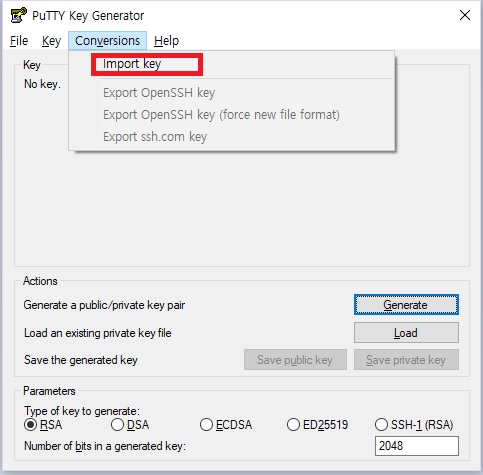 PuTTY Key Generator
File Key Conversions Help
Import key
Export OpenSSH key
Export OpenSSH key (force new file format)
Export ssh.com key
Key
No key.
Actions
Generate a public/private key pair
Generate
Load an existing private key file
Load
Save the generated key
Save public key
Save private key
Parameters
Type of key to generate:
RSA DSA ECDSA ED25519 SSH-1 (RSA)
Number of bits in a generated key:
2048